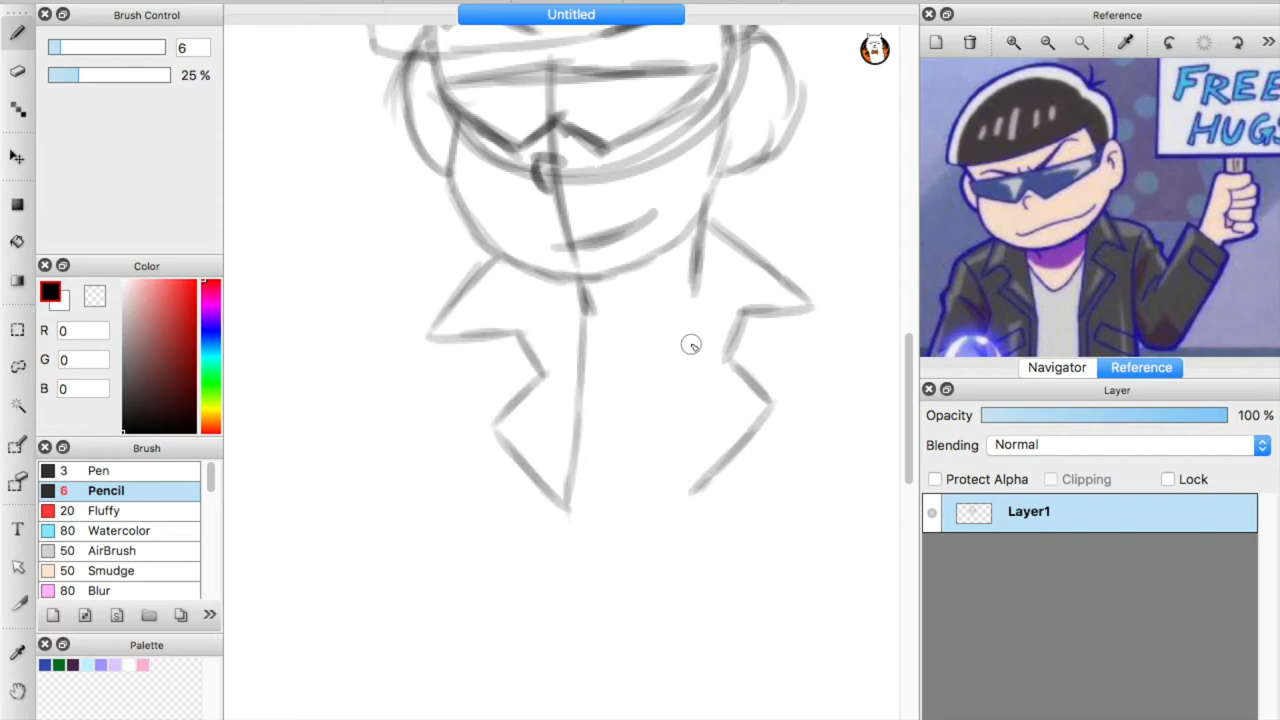 Brush Control
Untitled
Reference
6
25 %
FREE
HUGS
Color
R 0
G 0
B 0
Navigator
Reference
Layer
Opacity 100 %
Blending Normal
Protect Alpha Clipping Lock
Layer1
Brush
3 Pen
6 Pencil
20 Fluffy
80 Watercolor
50 AirBrush
50 Smudge
80 Blur
S
Palette
T